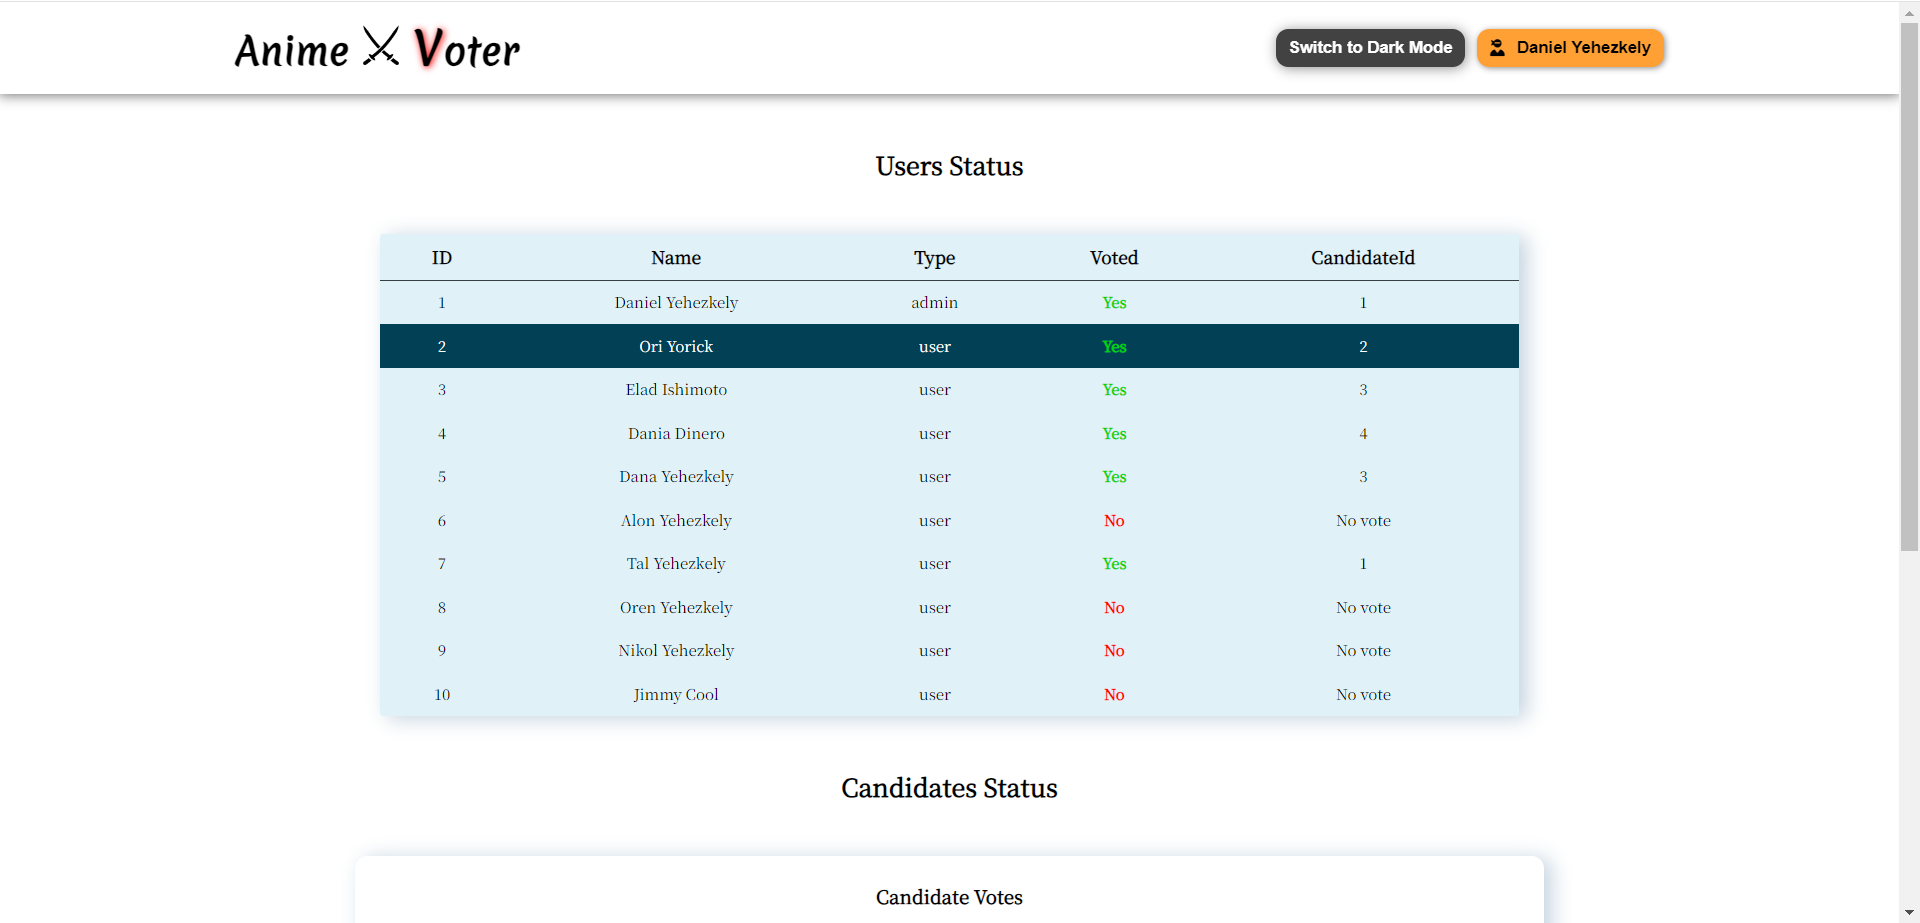 Anime Voter
Switch to Dark Mode
Daniel Yehezkely
Users Status
ID Name Type Voted CandidateId
1 Daniel Yehezkely admin Yes 1
2 Ori Yorick user Yes 2
3 Elad Ishimoto user Yes 3
4 Dania Dinero user Yes 4
5 Dana Yehezkely user Yes 3
6 Alon Yehezkely user No No vote
7 Tal Yehezkely user Yes 1
8 Oren Yehezkely user No No vote
9 Nikol Yehezkely user No No vote
10 Jimmy Cool user No No vote
Candidates Status
Candidate Votes